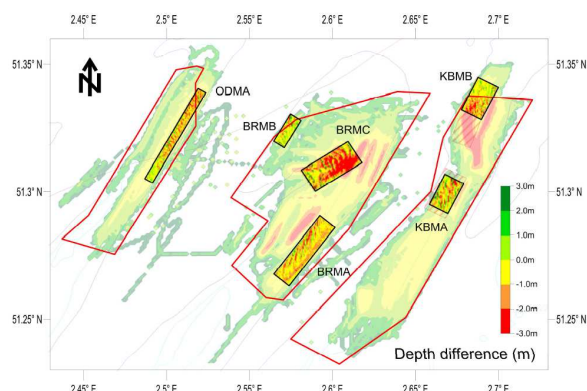 2.45° E 2.5° E 2.55° E 2.6° E 2.65° E 2.7° E
51.35° N 51.35° N
N
KBMB
ODMA
BRMB
BRMC
51.3° N 51.3° N
3.0m
2.0m
KBMA
1.0m
0.0m
BRMA
-1.0m
-2.0m
51.25° N 51.25° N
-3.0m
Depth difference (m)
2.45° E 2.5° E 2.55° E 2.6° E 2.65° E 2.7° E